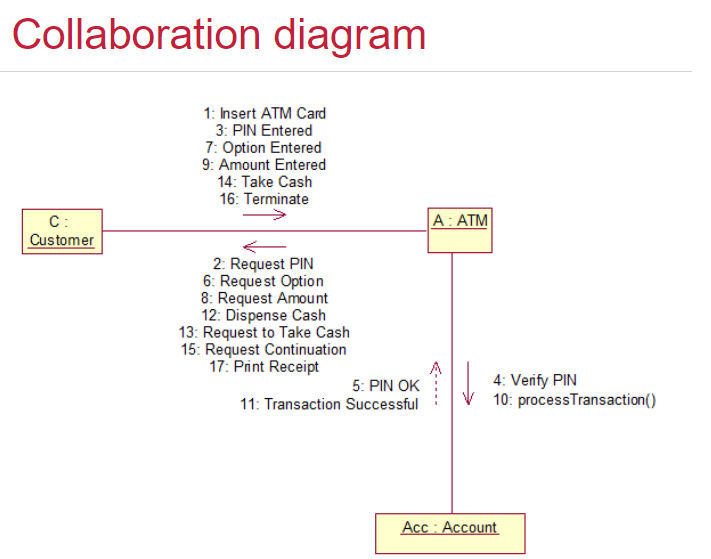 Collaboration diagram
1: Insert ATM Card
3: PIN Entered
7: Option Entered
9: Amount Entered
14: Take Cash
16: Terminate
C :
Customer
A : ATM
2: Request PIN
6: Request Option
8: Request Amount
12: Dispense Cash
13: Request to Take Cash
15: Request Continuation
17: Print Receipt
5: PIN OK
11: Transaction Successful
4: Verify PIN
10: processTransaction()
Acc : Account